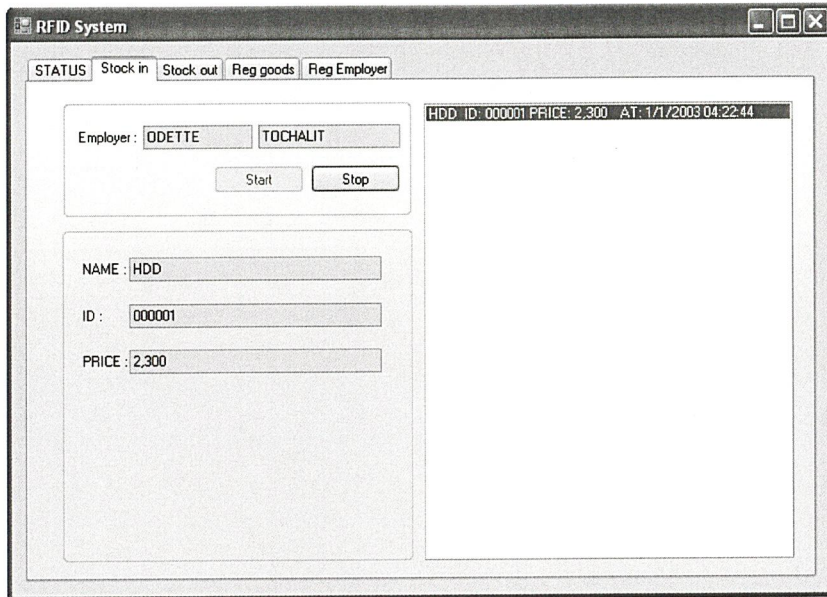 RFID System
STATUS Stock in Stock out Reg goods Reg Employer
Employer : ODETTE TOCHALIT
Start Stop
NAME : HDD
ID : 000001
PRICE : 2,300
HDD ID: 000001 PRICE: 2,300 AT: 1/1/2003 04:22:44